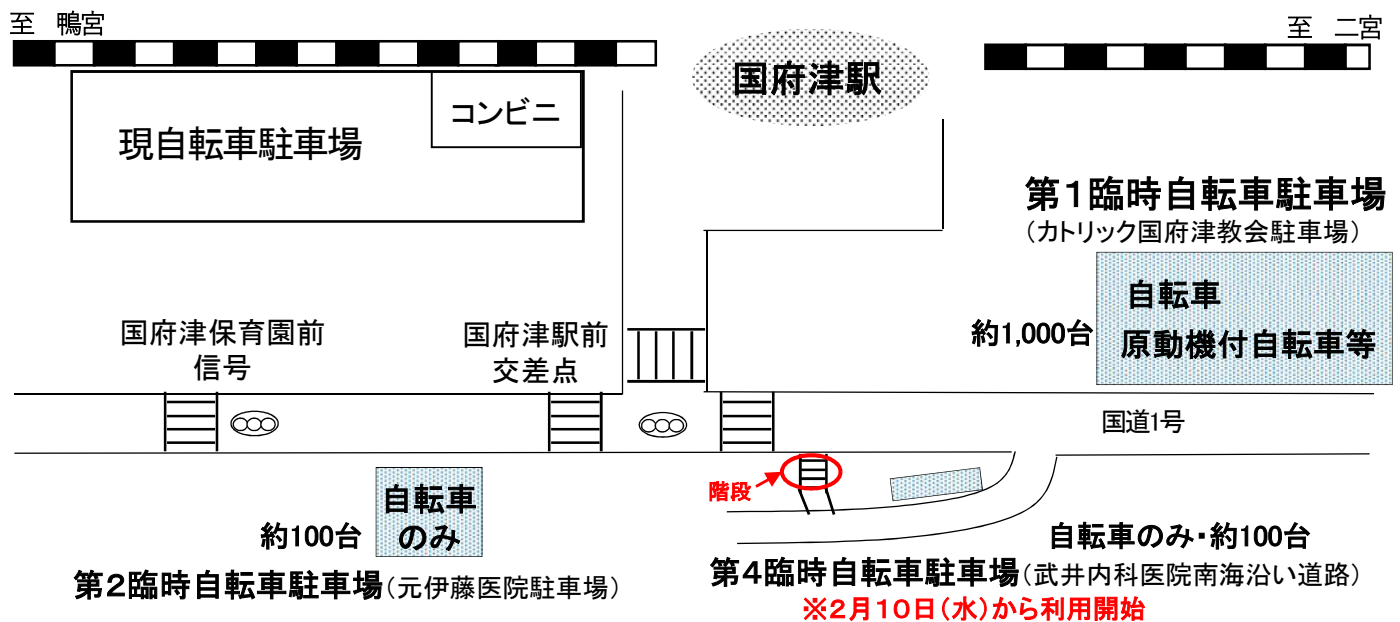 至　鴨宮
至　二宮
国府津駅
コンビニ
現自転車駐車場
第１臨時自転車駐車場
（カトリック国府津教会駐車場）
自転車
原動機付自転車等
約1,000台
国府津保育園前
信号
国府津駅前
交差点
国道1号
階段
自転車
のみ
約100台
第２臨時自転車駐車場（元伊藤医院駐車場）
自転車のみ・約100台
第４臨時自転車駐車場（武井内科医院南海沿い道路）
※２月１０日（水）から利用開始